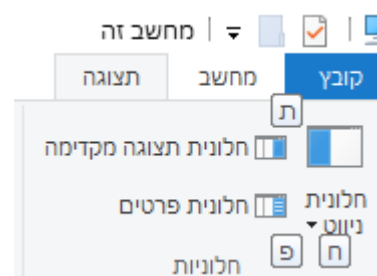 מחשב זה
קובץ מחשב תצוגה
ת
חלונית תצוגה מקדימה
חלונית פרטים
חלונית
ניווט
ח פ
חלוניות